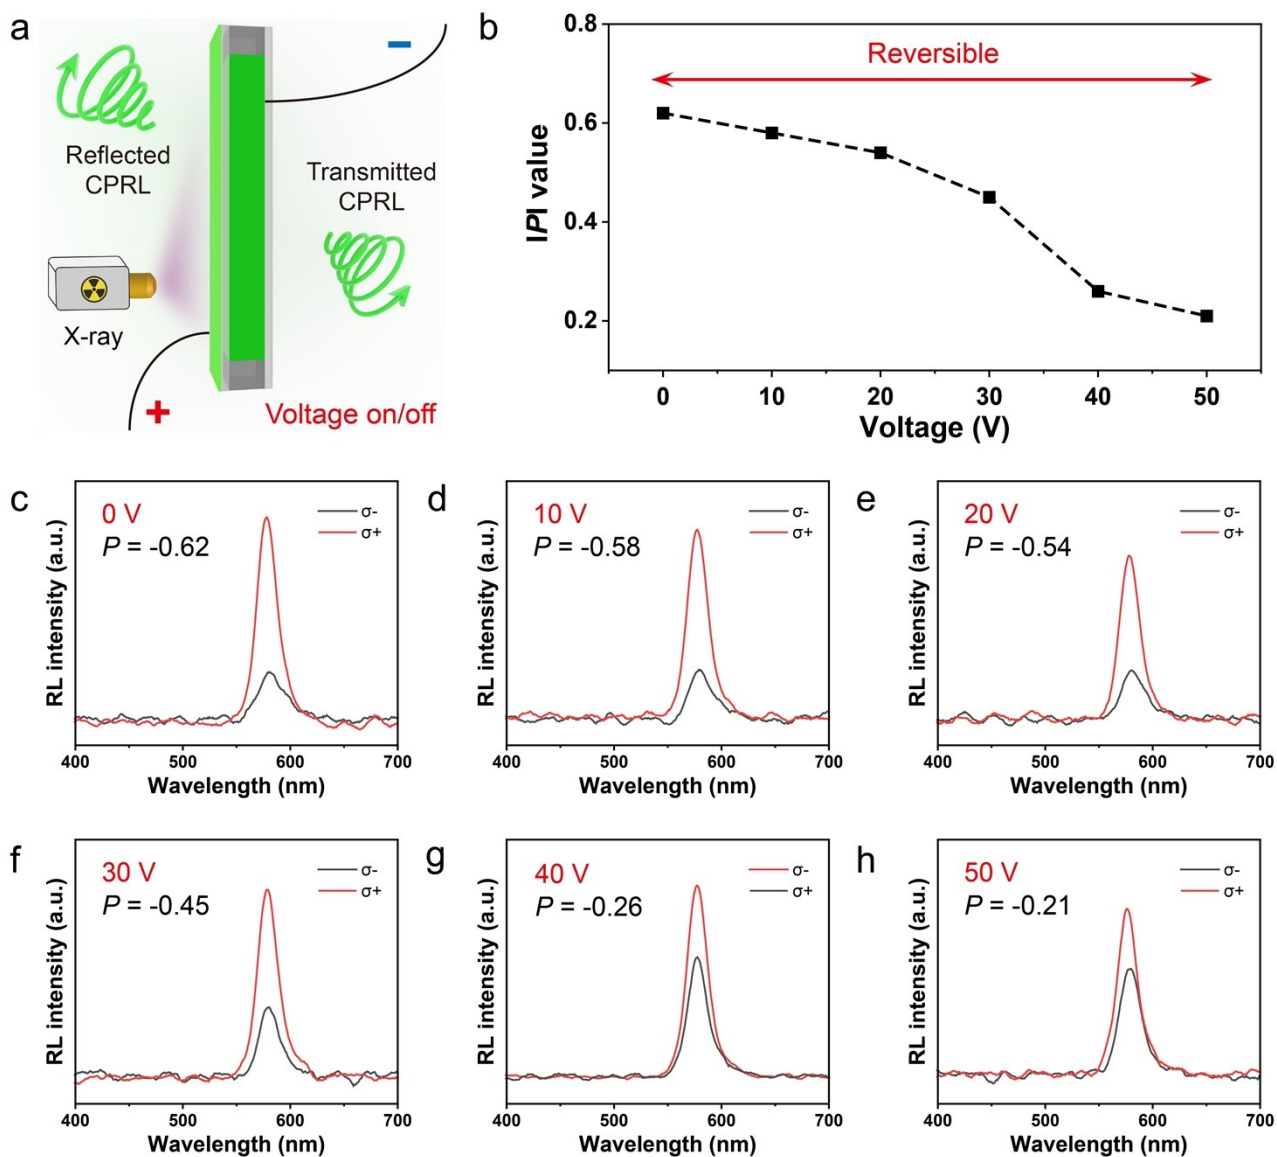 a
Reflected
CPRL
Transmitted
CPRL
X-ray
−
+
Voltage on/off
b
Reversible
|P| value
0.8
0.6
0.4
0.2
0 10 20 30 40 50
Voltage (V)
c
0 V
P = -0.62
σ-
σ+
RL intensity (a.u.)
400 500 600 700
Wavelength (nm)
d
10 V
P = -0.58
σ-
σ+
RL intensity (a.u.)
400 500 600 700
Wavelength (nm)
e
20 V
P = -0.54
σ-
σ+
RL intensity (a.u.)
400 500 600 700
Wavelength (nm)
f
30 V
P = -0.45
σ-
σ+
RL intensity (a.u.)
400 500 600 700
Wavelength (nm)
g
40 V
P = -0.26
σ-
σ+
RL intensity (a.u.)
400 500 600 700
Wavelength (nm)
h
50 V
P = -0.21
σ-
σ+
RL intensity (a.u.)
400 500 600 700
Wavelength (nm)